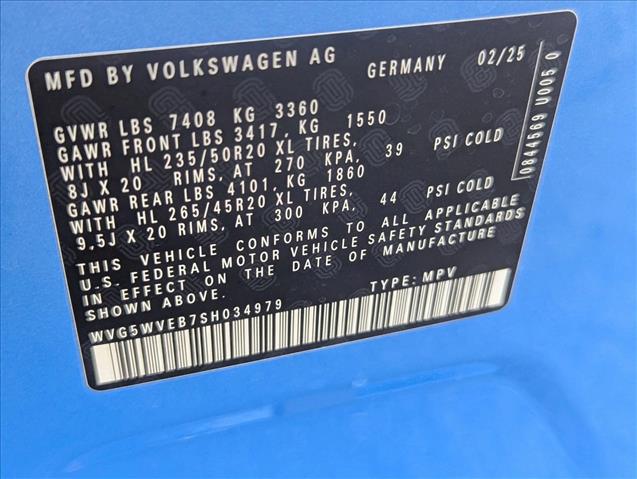 MFD BY VOLKSWAGEN AG GERMANY 02/25
GVWR LBS 7408 KG 3360
GAWR FRONT LBS 3417, KG 1550
WITH HL 235/50R20 XL TIRES,
8J X 20 RIMS, AT 270 KPA, 39 PSI COLD
GAWR REAR LBS 4101, KG 1860
WITH HL 265/45R20 XL TIRES,
9,5J X 20 RIMS, AT 300 KPA, 44 PSI COLD
THIS VEHICLE CONFORMS TO ALL APPLICABLE
U.S. FEDERAL MOTOR VEHICLE SAFETY STANDARDS
IN EFFECT ON THE DATE OF MANUFACTURE
SHOWN ABOVE.
WVG5WVEB7SH034979 TYPE: MPV
0844569 U005 0